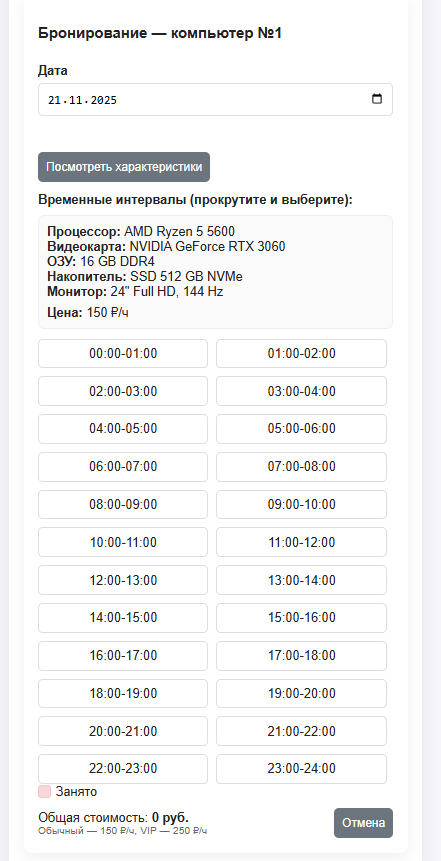 Бронирование — компьютер №1
Дата
21.11.2025
Посмотреть характеристики
Временные интервалы (прокрутите и выберите):
Процессор: AMD Ryzen 5 5600
Видеокарта: NVIDIA GeForce RTX 3060
ОЗУ: 16 GB DDR4
Накопитель: SSD 512 GB NVMe
Монитор: 24" Full HD, 144 Hz
Цена: 150 ₽/ч
00:00-01:00 01:00-02:00
02:00-03:00 03:00-04:00
04:00-05:00 05:00-06:00
06:00-07:00 07:00-08:00
08:00-09:00 09:00-10:00
10:00-11:00 11:00-12:00
12:00-13:00 13:00-14:00
14:00-15:00 15:00-16:00
16:00-17:00 17:00-18:00
18:00-19:00 19:00-20:00
20:00-21:00 21:00-22:00
22:00-23:00 23:00-24:00
Занято
Общая стоимость: 0 руб.
Обычный — 150 ₽/ч, VIP — 250 ₽/ч
Отмена